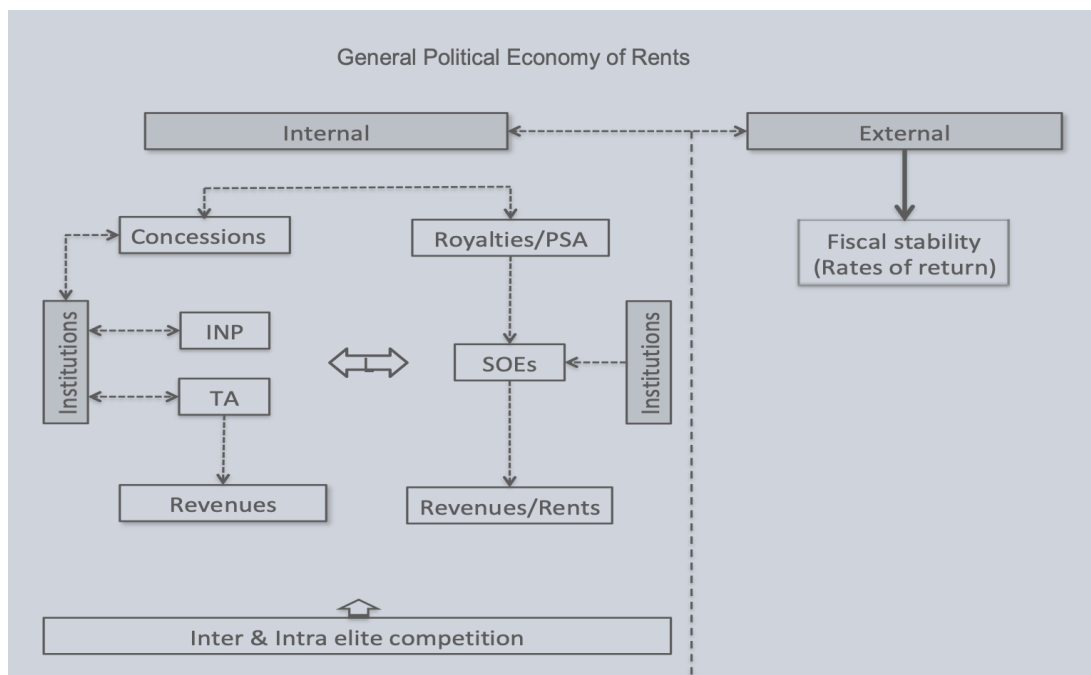 General Political Economy of Rents
Internal
External
Concessions
Royalties/PSA
Fiscal stability
(Rates of return)
Institutions
INP
TA
L
SOEs
Institutions
Revenues
Revenues/Rents
Inter & Intra elite competition